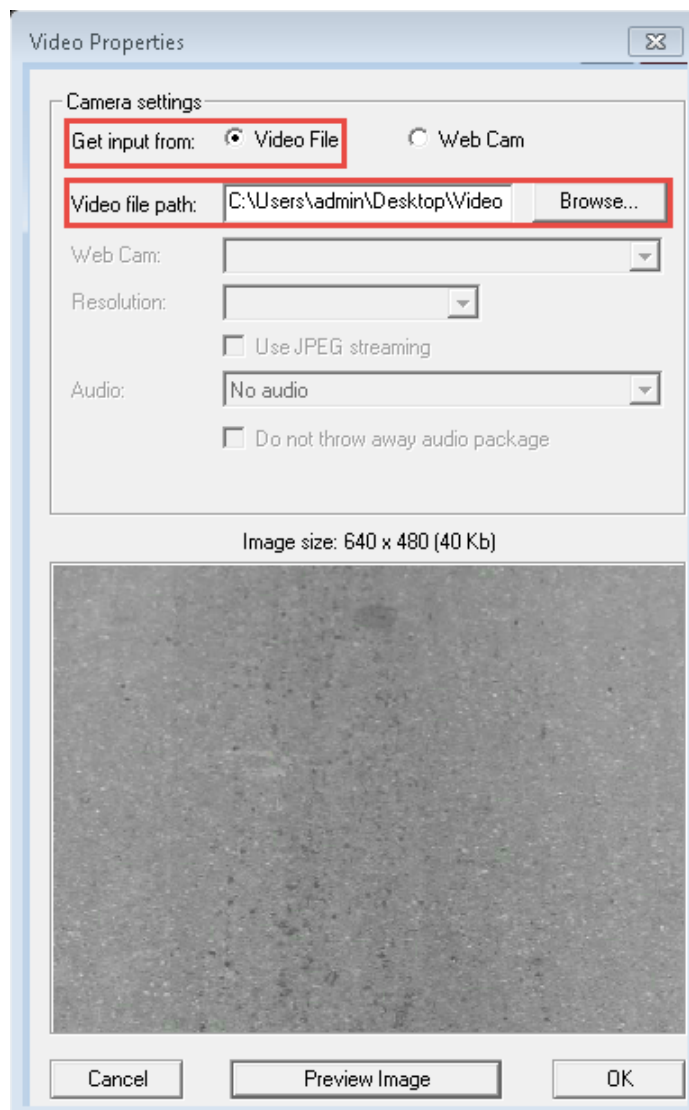 Video Properties
Camera settings
Get input from: Video File Web Cam
Video file path: C:\Users\admin\Desktop\Video Browse...
Web Cam:
Resolution:
Use JPEG streaming
Audio: No audio
Do not throw away audio package
Image size: 640 x 480 (40 Kb)
Cancel Preview Image OK